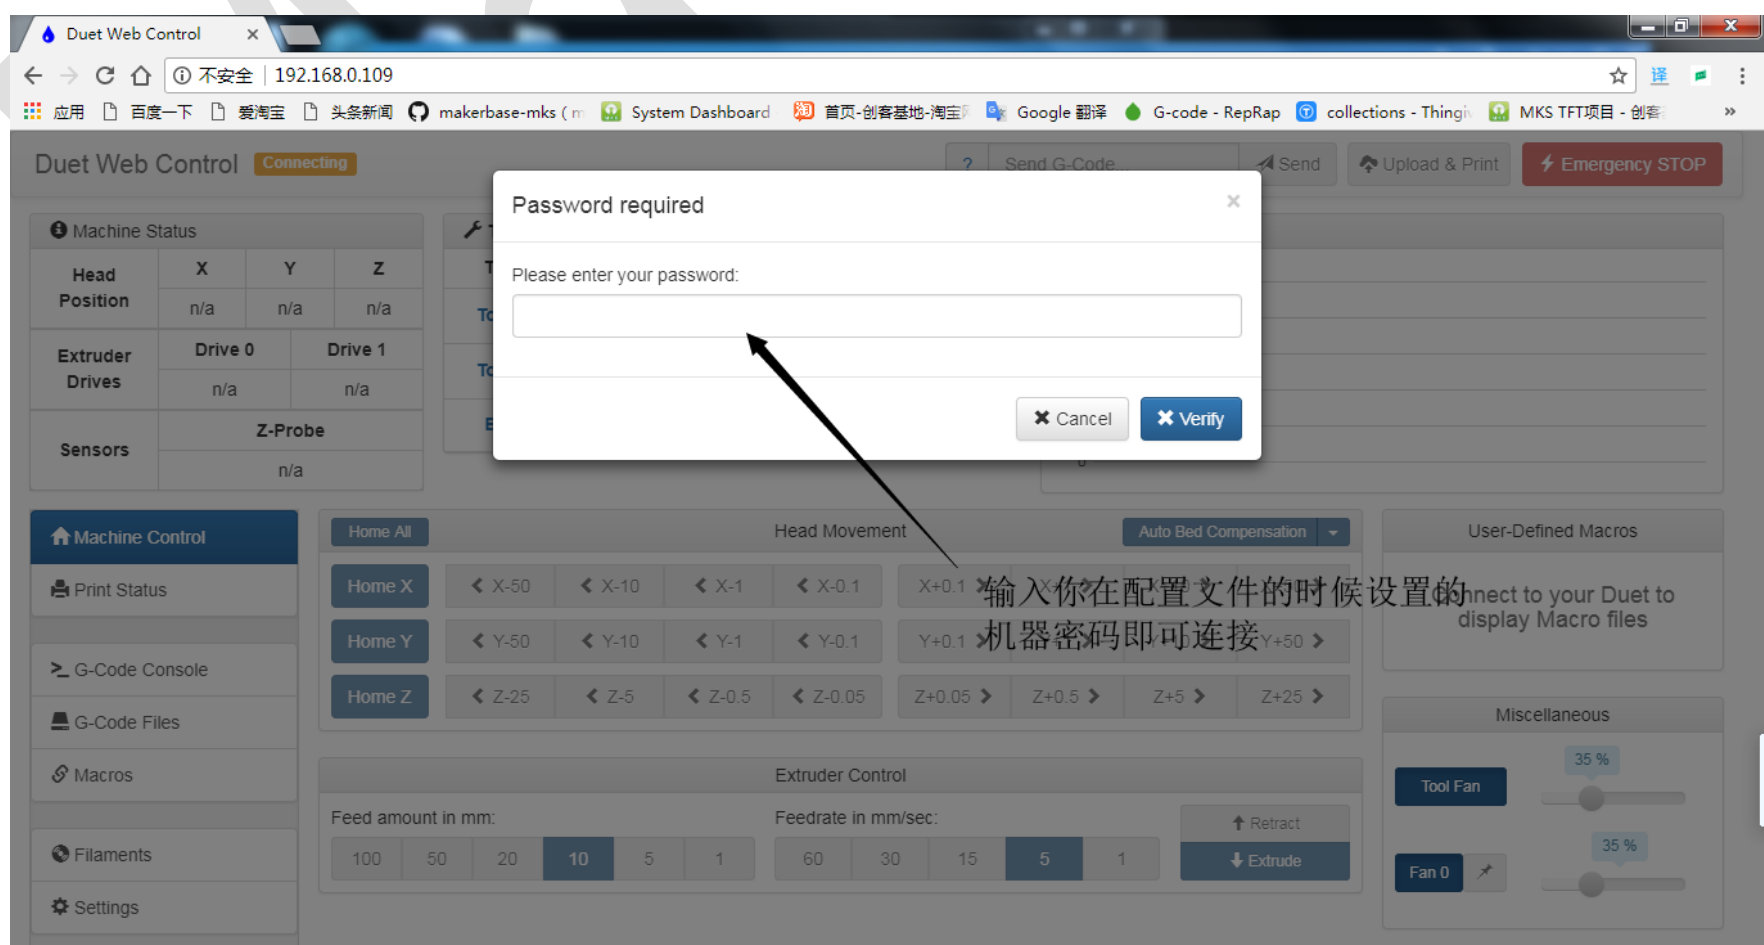 Duet Web Control
不安全 | 192.168.0.109
译
应用 百度一下 爱淘宝 头条新闻 makerbase-mks ( m System Dashboard 首页-创客基地-淘宝 Google 翻译 G-code - RepRap collections - Thingi MKS TFT项目 - 创客 »
Duet Web Control Connecting
? Send G-Code... Send Upload & Print Emergency STOP
Password required
Please enter your password:
Cancel Verify
Machine Status
Head Position X Y Z
n/a n/a n/a
Extruder Drives Drive 0 Drive 1
n/a n/a
Sensors Z-Probe
n/a
0
Machine Control
Print Status
G-Code Console
G-Code Files
Macros
Filaments
Settings
Home All Head Movement Auto Bed Compensation
Home X X-50 X-10 X-1 X-0.1 X+0.1
Home Y Y-50 Y-10 Y-1 Y-0.1 Y+0.1 Y+50
Home Z Z-25 Z-5 Z-0.5 Z-0.05 Z+0.05 Z+0.5 Z+5 Z+25
输入你在配置文件的时候设置的
机器密码即可连接
Extruder Control
Feed amount in mm: Feedrate in mm/sec:
100 50 20 10 5 1 60 30 15 5 1
Retract
Extrude
User-Defined Macros
Connect to your Duet to
display Macro files
Miscellaneous
35 %
Tool Fan
35 %
Fan 0